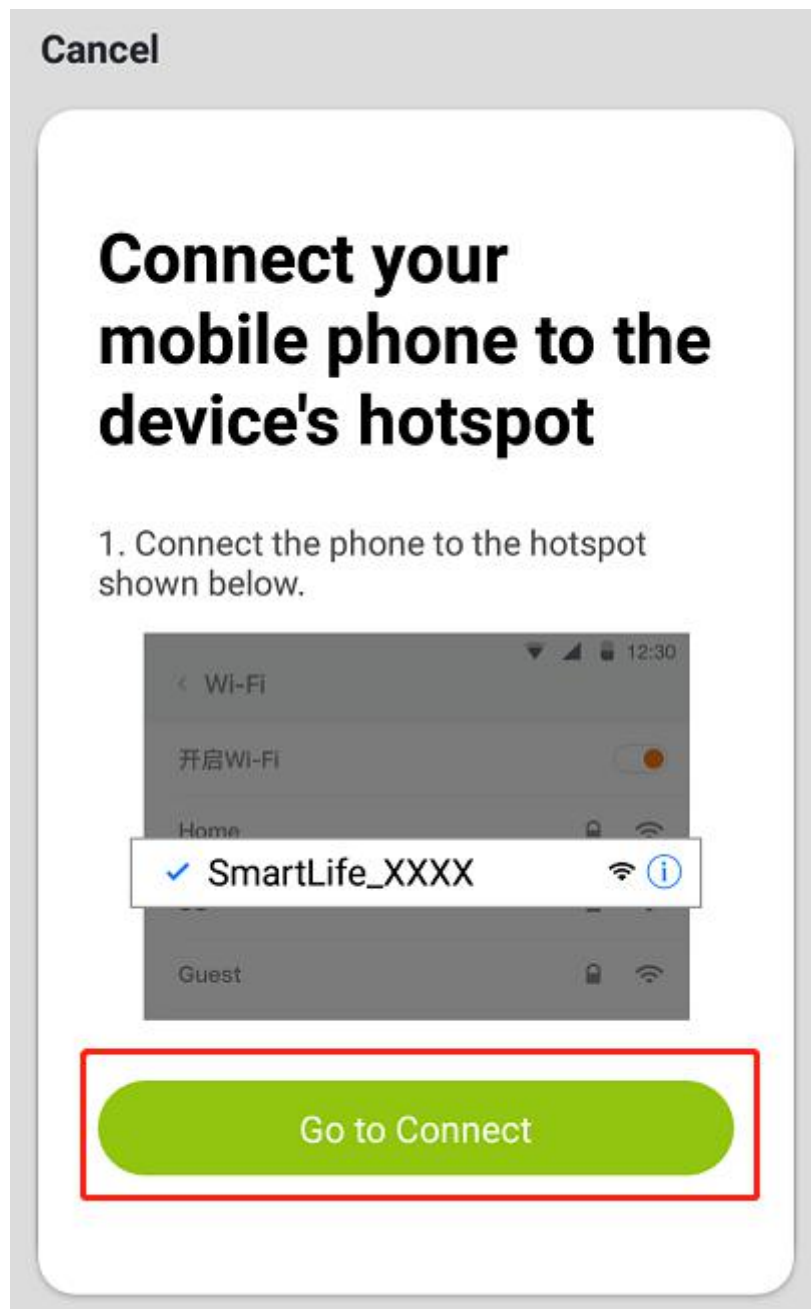 Cancel
Connect your
mobile phone to the
device's hotspot
1. Connect the phone to the hotspot
shown below.
12:30
< Wi-Fi
开启Wi-Fi
Home
SmartLife_XXXX
Guest
Go to Connect